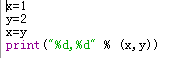 x=1
y=2
x=y
print("%d,%d" % (x,y))